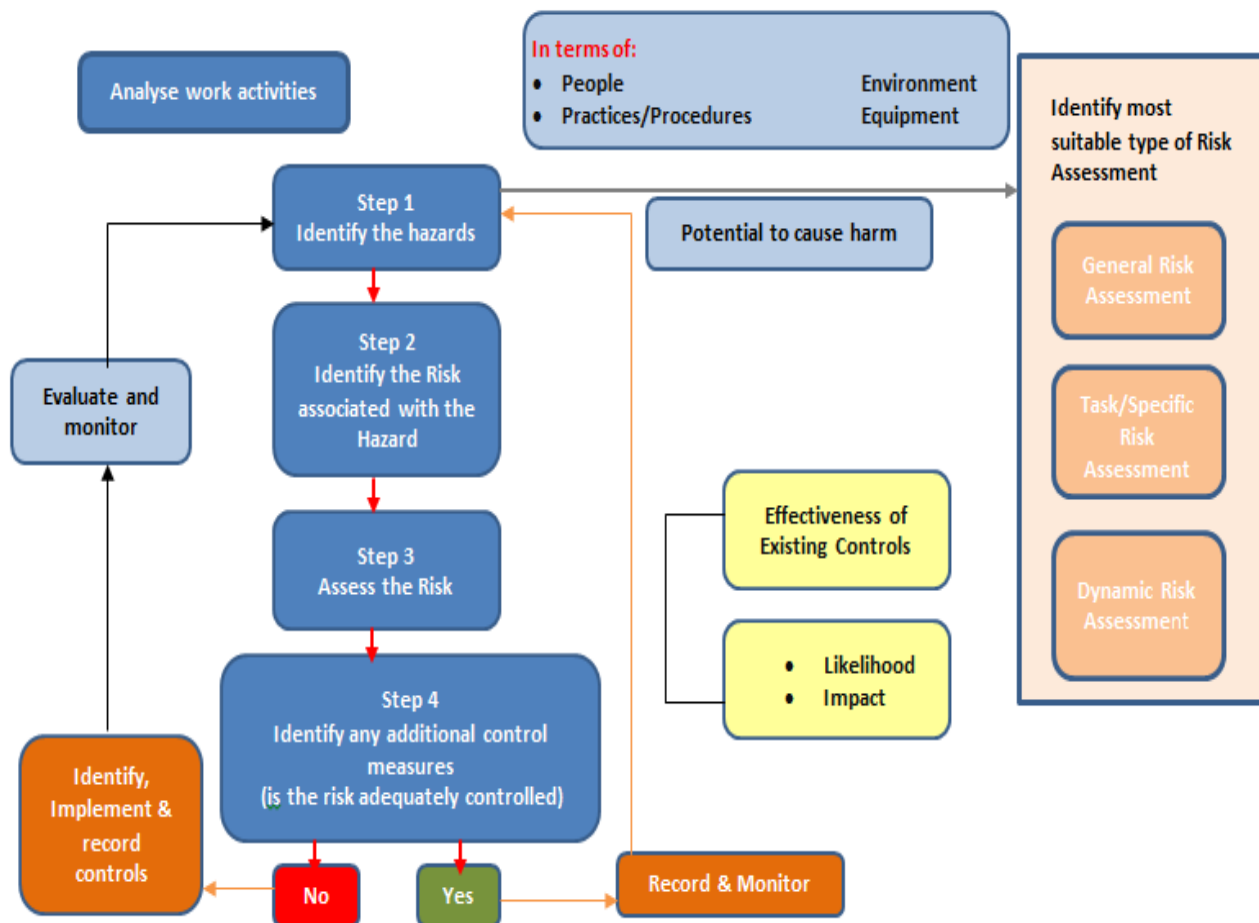 In terms of:
• People Environment
• Practices/Procedures Equipment
Analyse work activities
Identify most
suitable type of Risk
Assessment
Step 1
Identify the hazards
Potential to cause harm
General Risk
Assessment
Step 2
Identify the Risk
associated with the
Hazard
Evaluate and
monitor
Task/Specific
Risk
Assessment
Effectiveness of
Existing Controls
Step 3
Assess the Risk
Dynamic Risk
Assessment
• Likelihood
• Impact
Step 4
Identify any additional control
measures
(is the risk adequately controlled)
Identify,
Implement &
record
controls
No
Yes
Record & Monitor